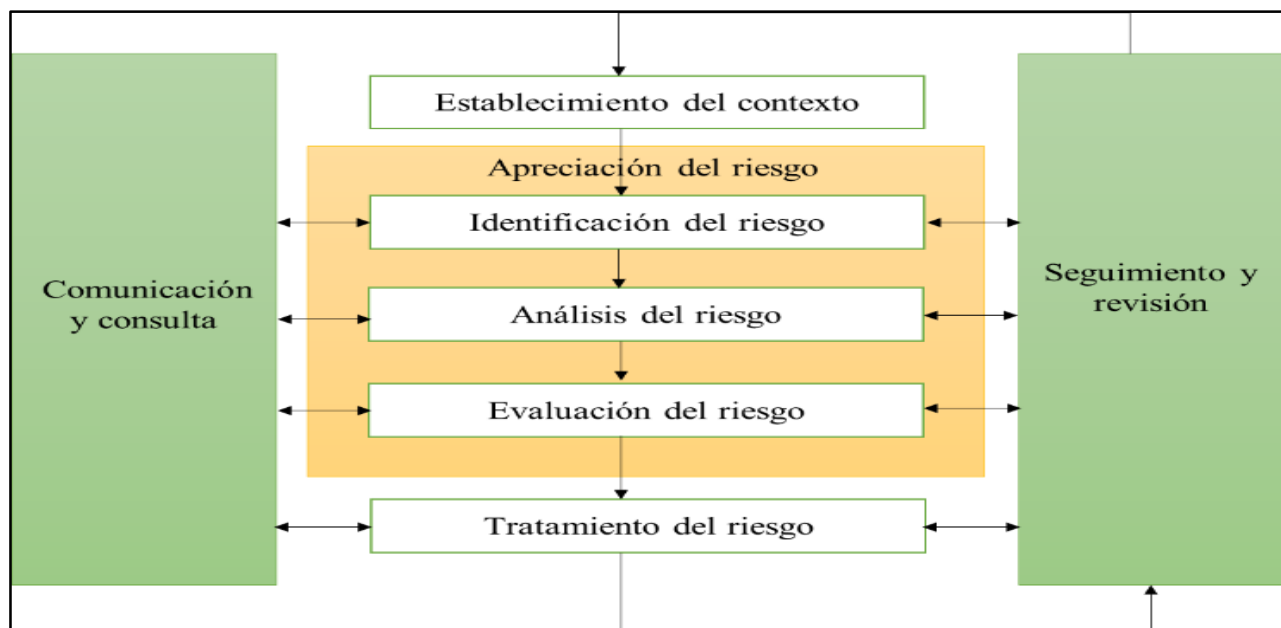 Establecimiento del contexto
Apreciación del riesgo
Identificación del riesgo
Análisis del riesgo
Evaluación del riesgo
Tratamiento del riesgo
Comunicación
y consulta
Seguimiento y
revisión